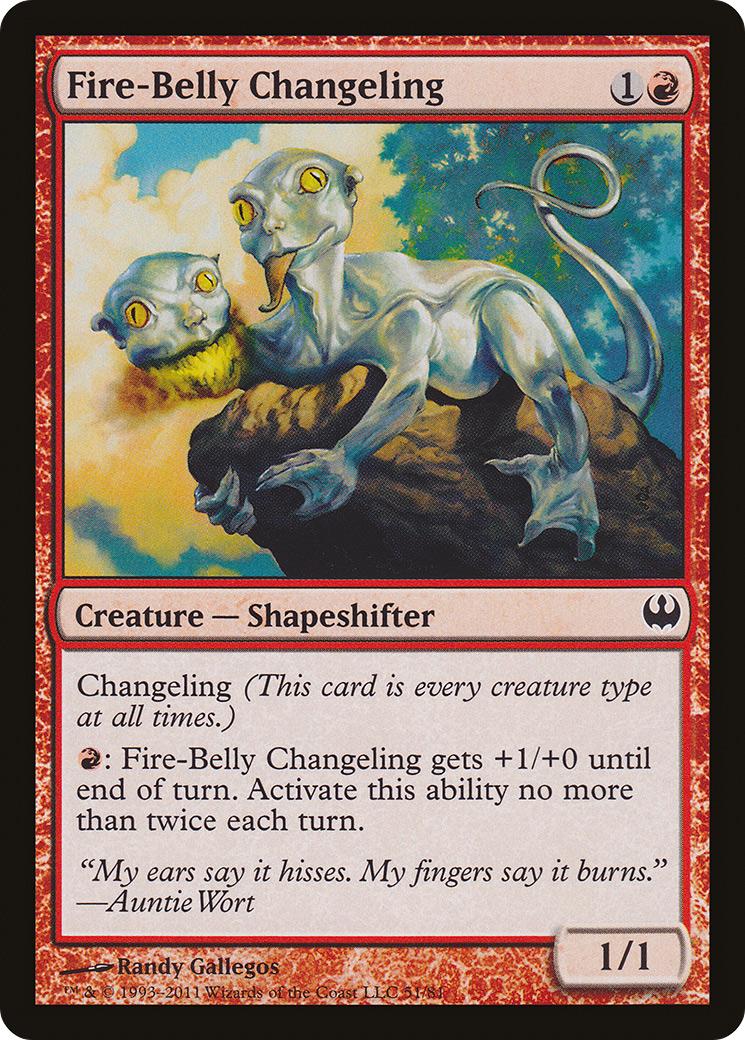 Fire-Belly Changeling 1
Creature — Shapeshifter
Changeling (This card is every creature type
at all times.)
: Fire-Belly Changeling gets +1/+0 until
end of turn. Activate this ability no more
than twice each turn.
“My ears say it hisses. My fingers say it burns.”
—Auntie Wort
1/1
Randy Gallegos
™ & © 1993–2011 Wizards of the Coast LLC 51/81